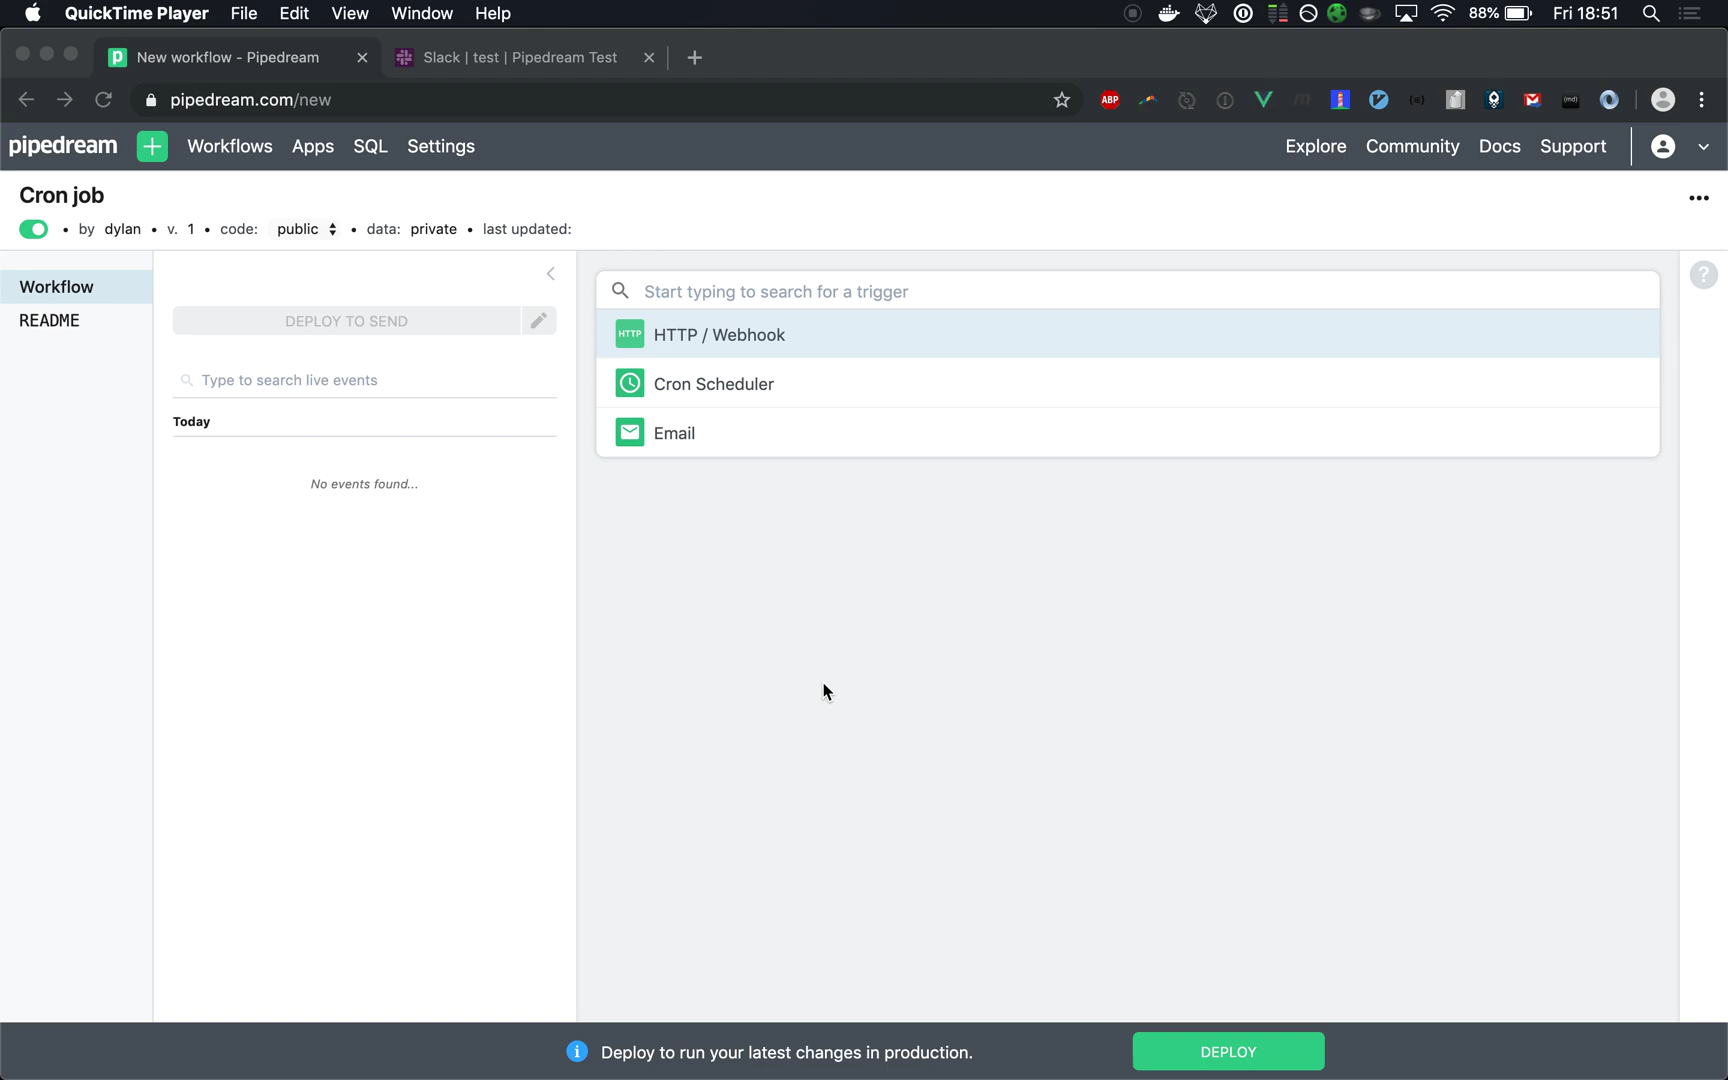 QuickTime Player File Edit View Window Help 88% Fri 18:51
New workflow - Pipedream Slack | test | Pipedream Test
pipedream.com/new ABP
pipedream + Workflows Apps SQL Settings Explore Community Docs Support
Cron job
• by dylan • v. 1 • code: public • data: private • last updated:
Workflow
README
DEPLOY TO SEND
Type to search live events
Today
No events found...
Start typing to search for a trigger
HTTP HTTP / Webhook
Cron Scheduler
Email
?
Deploy to run your latest changes in production. DEPLOY